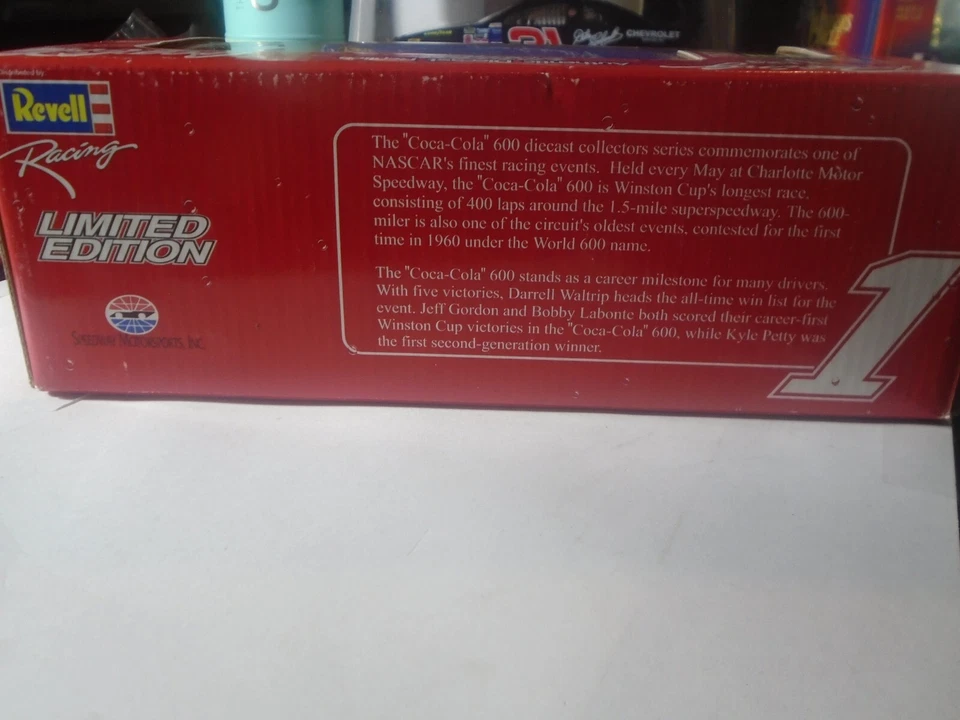 CHEVROLET
Revell
Racing
LIMITED
EDITION
SPEEDWAY MOTORSPORTS, INC.
The "Coca-Cola" 600 diecast collectors series commemorates one of
NASCAR's finest racing events. Held every May at Charlotte Motor
Speedway, the "Coca-Cola" 600 is Winston Cup's longest race,
consisting of 400 laps around the 1.5-mile superspeedway. The 600-
miler is also one of the circuit's oldest events, contested for the first
time in 1960 under the World 600 name.
The "Coca-Cola" 600 stands as a career milestone for many drivers.
With five victories, Darrell Waltrip heads the all-time win list for the
event. Jeff Gordon and Bobby Labonte both scored their career-first
Winston Cup victories in the "Coca-Cola" 600, while Kyle Petty was
the first second-generation winner.
1